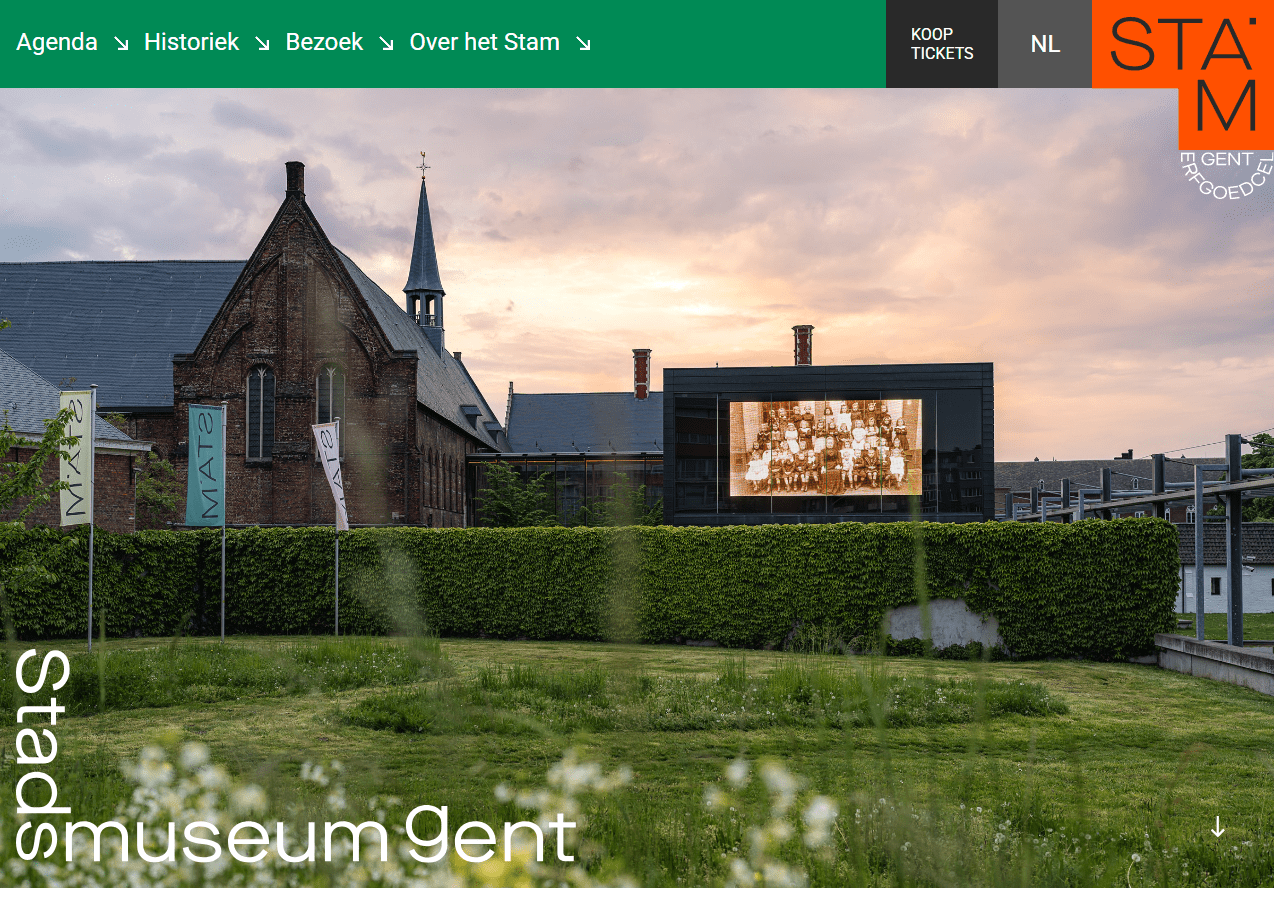 Agenda
Historiek
Bezoek
Over het Stam
KOOP
TICKETS
NL
STA
M
GENT
ERFGOEDCEL
STAM
STAM
STAM
Stads
museum gent